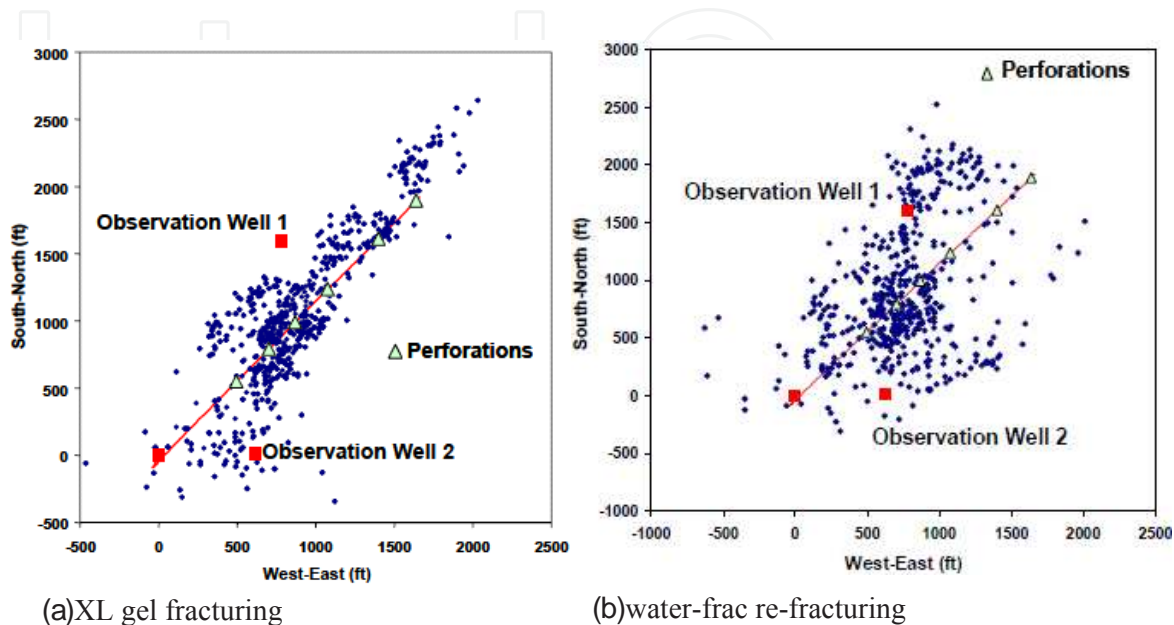 3000
2500
2000
1500
1000
500
0
-500
-500 0 500 1000 1500 2000 2500
South-North (ft)
West-East (ft)
Observation Well 1
Perforations
Observation Well 2
(a)XL gel fracturing
3000
2500
2000
1500
1000
500
0
-500
-1000
-1000 -500 0 500 1000 1500 2000 2500
South-North (ft)
West-East (ft)
Perforations
Observation Well 1
Observation Well 2
(b)water-frac re-fracturing